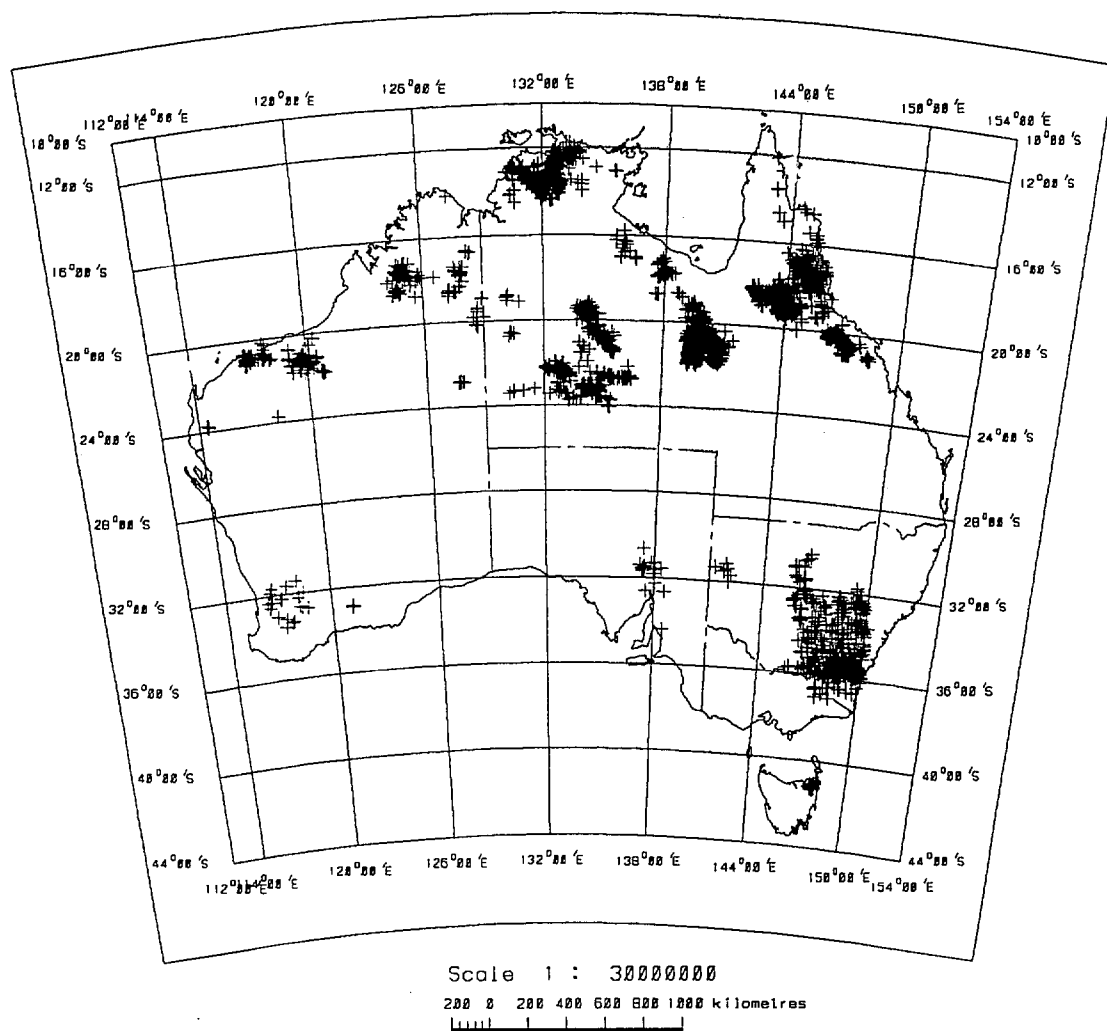 112°00'E 114°00'E 120°00'E 126°00'E 132°00'E 138°00'E 144°00'E 150°00'E 154°00'E
10°00'S 10°00'S
12°00'S 12°00'S
16°00'S 16°00'S
20°00'S 20°00'S
24°00'S 24°00'S
28°00'S 28°00'S
32°00'S 32°00'S
36°00'S 36°00'S
40°00'S 40°00'S
44°00'S 44°00'S
112°00'E 114°00'E 120°00'E 126°00'E 132°00'E 138°00'E 144°00'E 150°00'E 154°00'E
Scale 1 : 30000000
200 0 200 400 600 800 1000 kilometres